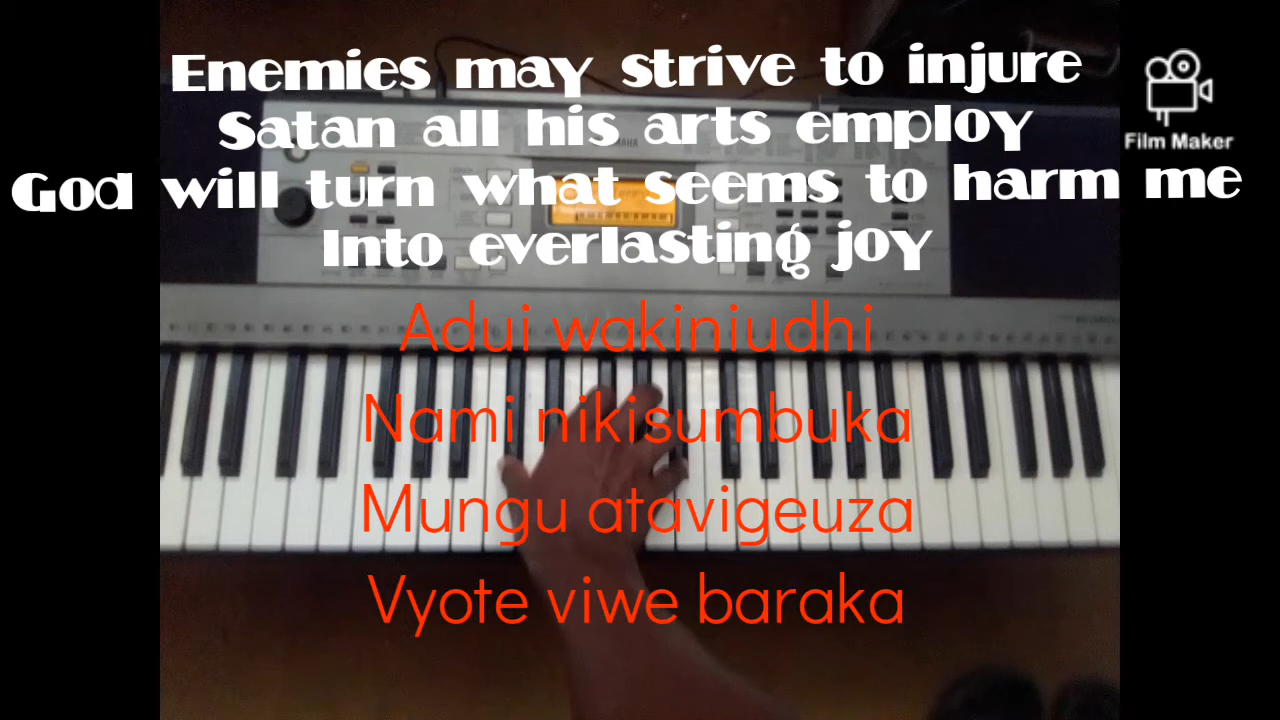 Enemies may strive to injure
Satan all his arts employ
God will turn what seems to harm me
Into everlasting joy
Film Maker
YAMAHA
Adui wakiniudhi
Nami nikisumbuka
Mungu atavigeuza
Vyote viwe baraka